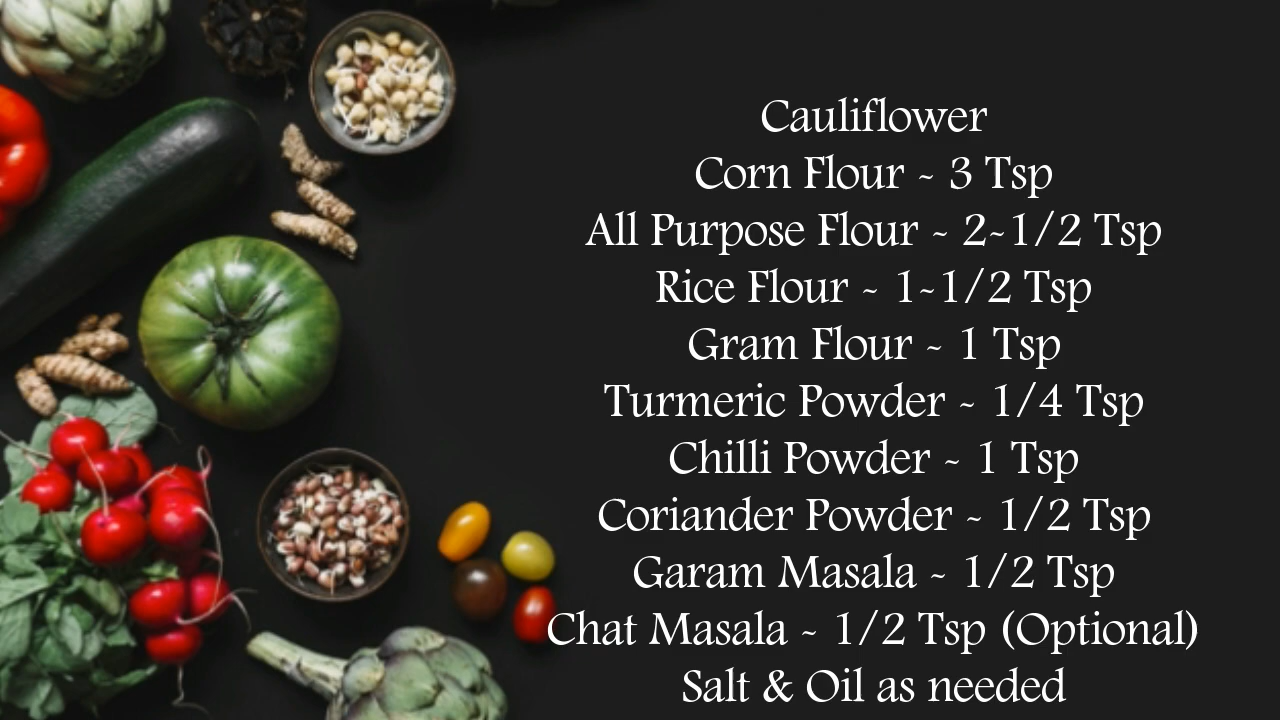 Cauliflower
Corn Flour - 3 Tsp
All Purpose Flour - 2-1/2 Tsp
Rice Flour - 1-1/2 Tsp
Gram Flour - 1 Tsp
Turmeric Powder - 1/4 Tsp
Chilli Powder - 1 Tsp
Coriander Powder - 1/2 Tsp
Garam Masala - 1/2 Tsp
Chat Masala - 1/2 Tsp (Optional)
Salt & Oil as needed